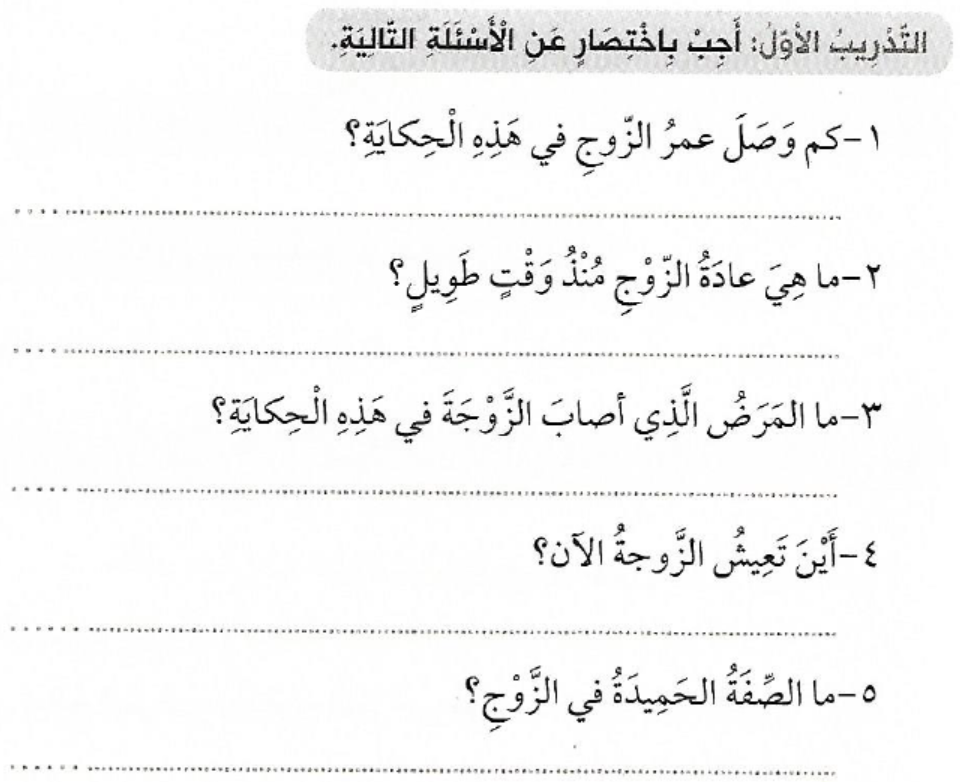 التَّدْرِيبُ الأَوَّلُ: أَجِبْ بِاخْتِصَارٍ عَنِ الْأَسْئَلَةِ التّالِيَةِ.
١-كم وَصَلَ عمرُ الزّوجِ في هَذِهِ الْحِكايَةِ؟
٢-ما هِيَ عادَةُ الزّوْجِ مُنْذُ وَقْتٍ طَوِيلٍ؟
٣-ما المَرَضُ الَّذِي أصابَ الزَّوْجَةَ في هَذِهِ الْحِكايَةِ؟
٤-أَيْنَ تَعِيشُ الزَّوجةُ الآن؟
٥-ما الصِّفَةُ الحَمِيدَةُ في الزَّوْجِ؟